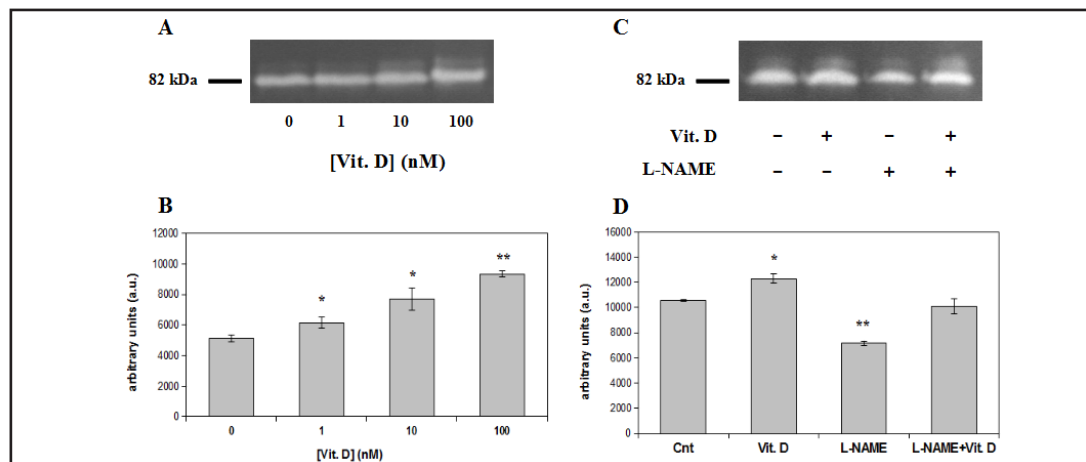 A
82 kDa
0 1 10 100
[Vit. D] (nM)
B
12000
10000
8000
6000
4000
2000
0
arbitrary units (a.u.)
* * **
0 1 10 100
[Vit. D] (nM)
C
82 kDa
Vit. D − + − +
L-NAME − − + +
D
16000
14000
12000
10000
8000
6000
4000
2000
0
arbitrary units (a.u.)
* **
Cnt Vit. D L-NAME L-NAME+Vit. D